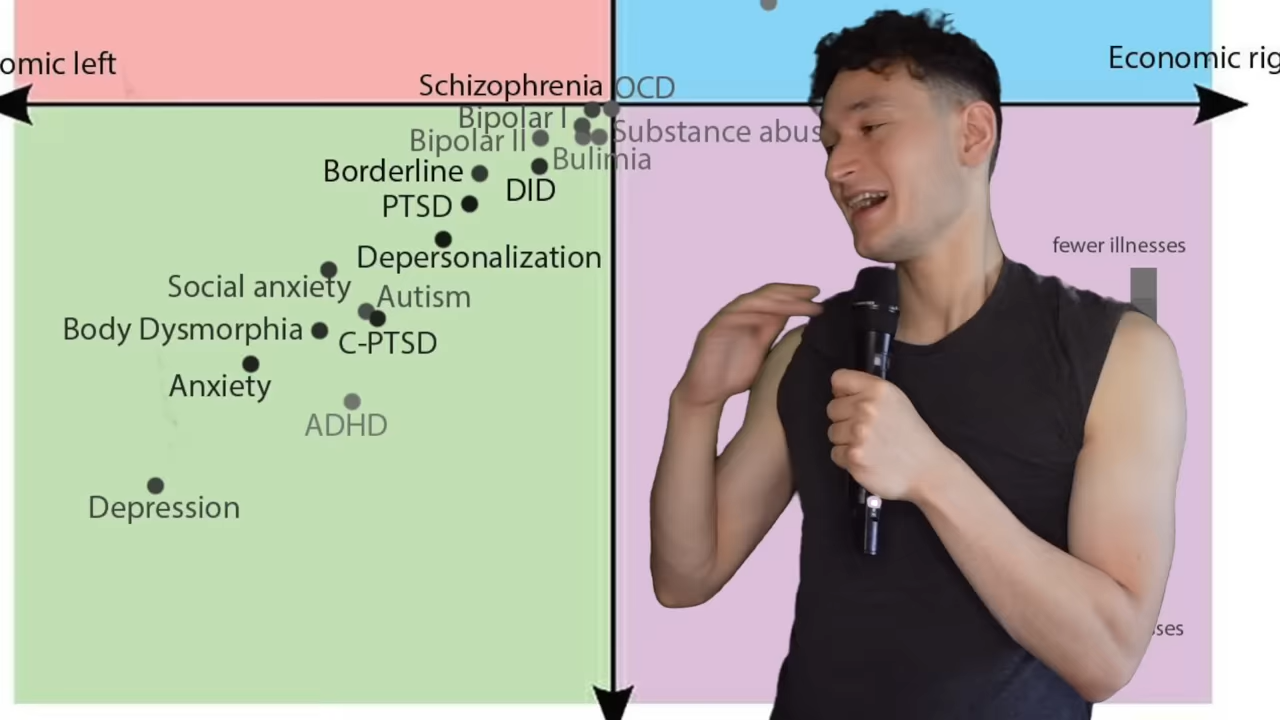 omic left
Economic rig
Schizophrenia
OCD
Bipolar I
Substance abus
Bipolar II
Bulimia
Borderline
DID
PTSD
Depersonalization
fewer illnesses
Social anxiety
Autism
Body Dysmorphia
C-PTSD
Anxiety
ADHD
Depression
sses